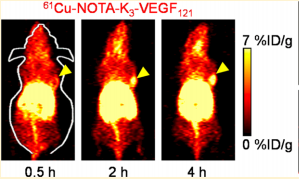 ⁶¹Cu-NOTA-K₃-VEGF₁₂₁
7 %ID/g
0 %ID/g
0.5 h 2 h 4 h